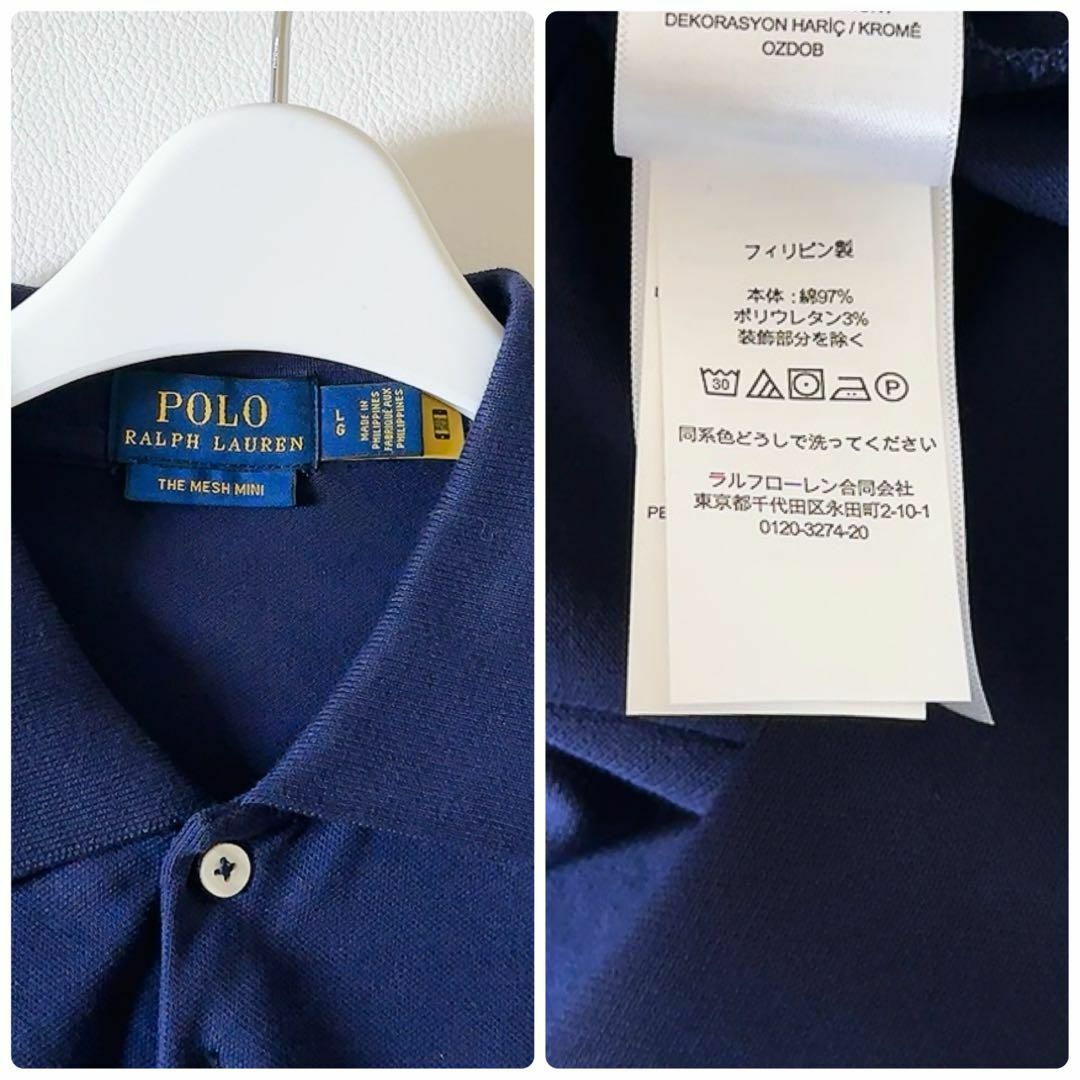 POLO
RALPH LAUREN
THE MESH MINI
L
G
MADE IN
PHILIPPINES
FABRIQUÉ AUX
PHILIPPINES
DEKORASYON HARİÇ / KROMĚ
OZDOB
フィリピン製
本体 : 綿97%
ポリウレタン3%
装飾部分を除く
30
P
同系色どうしで洗ってください
ラルフローレン合同会社
東京都千代田区永田町2-10-1
0120-3274-20
PE